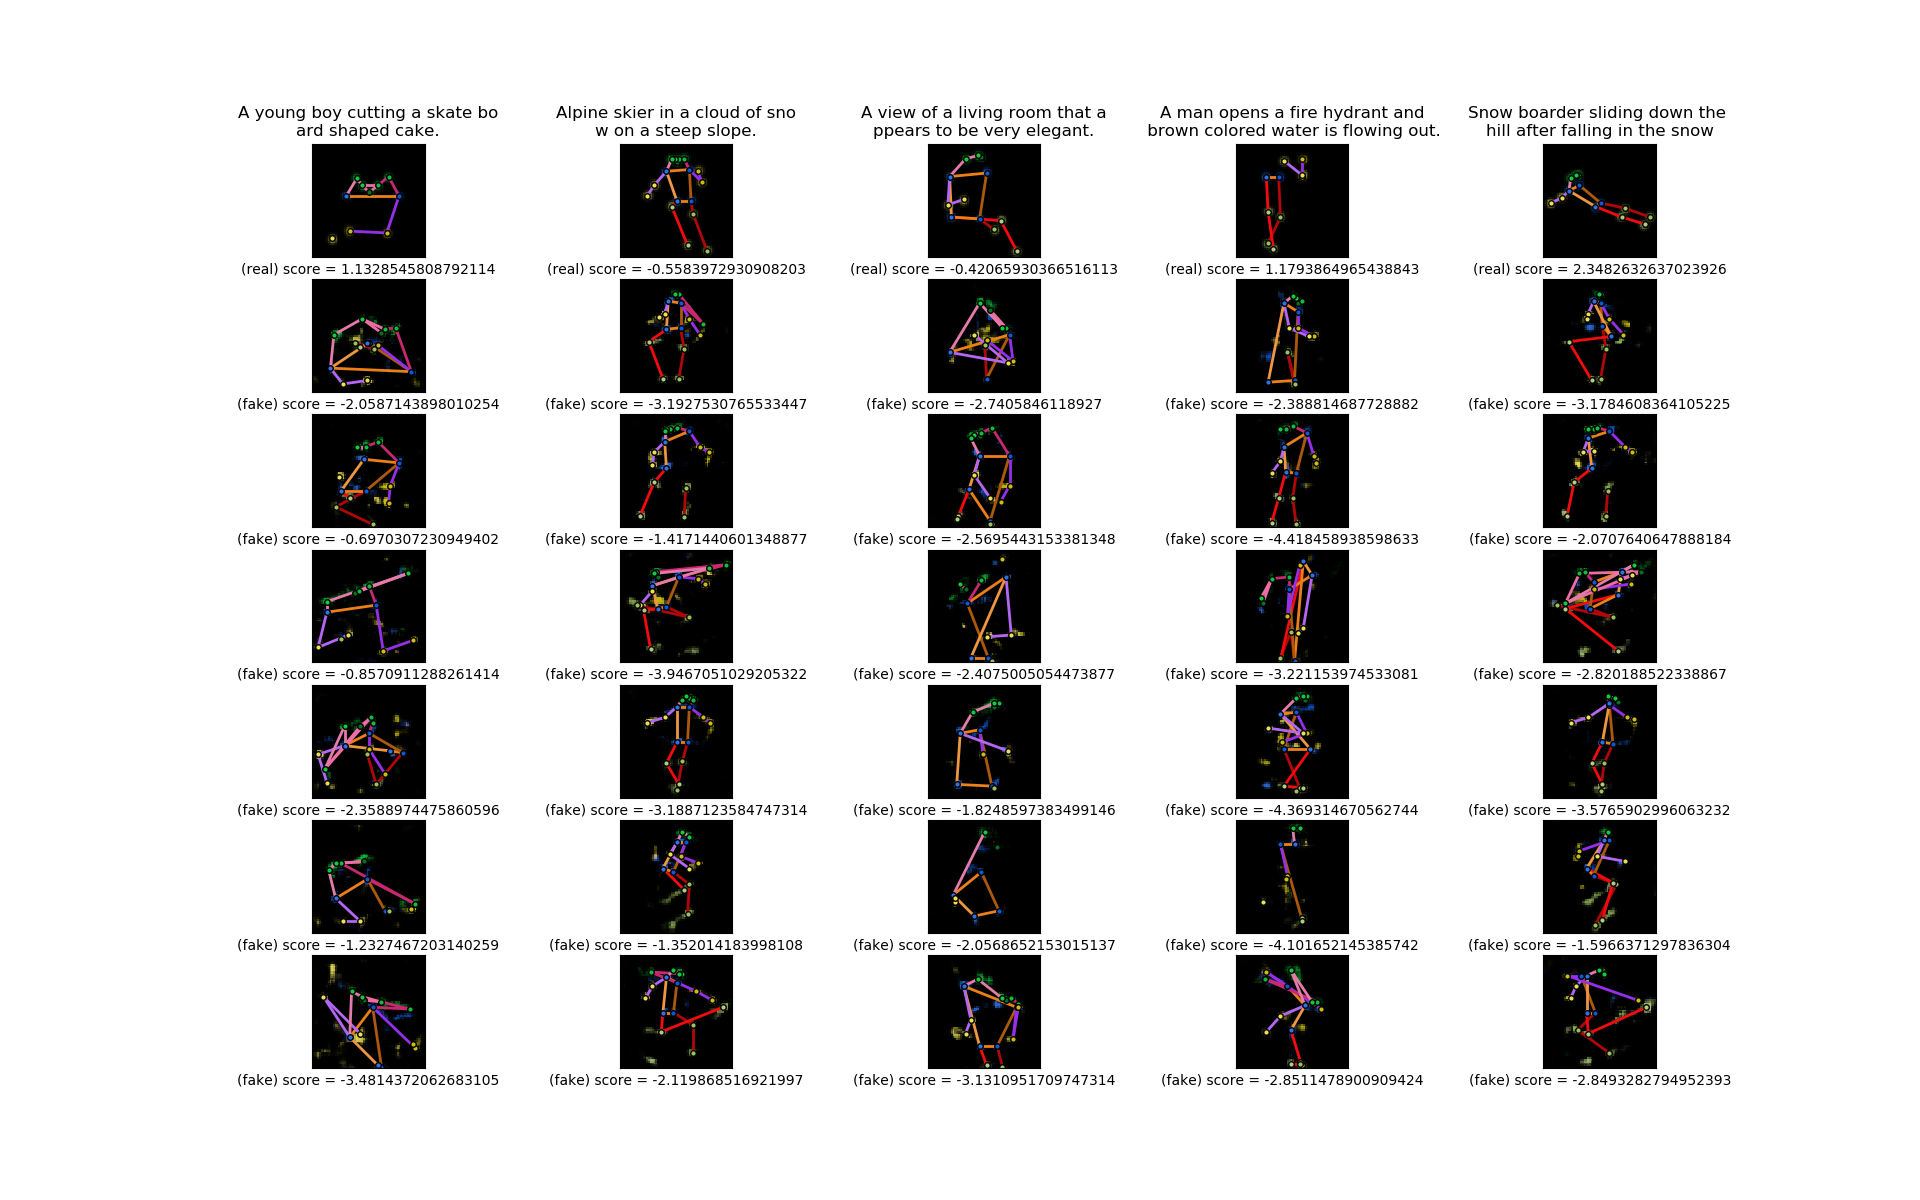 A young boy cutting a skate bo
ard shaped cake.
Alpine skier in a cloud of sno
w on a steep slope.
A view of a living room that a
ppears to be very elegant.
A man opens a fire hydrant and
brown colored water is flowing out.
Snow boarder sliding down the
hill after falling in the snow
(real) score = 1.1328545808792114
(real) score = -0.5583972930908203
(real) score = -0.42065930366516113
(real) score = 1.1793864965438843
(real) score = 2.3482632637023926
(fake) score = -2.0587143898010254
(fake) score = -3.1927530765533447
(fake) score = -2.7405846118927
(fake) score = -2.388814687728882
(fake) score = -3.1784608364105225
(fake) score = -0.6970307230949402
(fake) score = -1.4171440601348877
(fake) score = -2.5695443153381348
(fake) score = -4.418458938598633
(fake) score = -2.0707640647888184
(fake) score = -0.8570911288261414
(fake) score = -3.9467051029205322
(fake) score = -2.4075005054473877
(fake) score = -3.221153974533081
(fake) score = -2.820188522338867
(fake) score = -2.3588974475860596
(fake) score = -3.1887123584747314
(fake) score = -1.8248597383499146
(fake) score = -4.369314670562744
(fake) score = -3.5765902996063232
(fake) score = -1.2327467203140259
(fake) score = -1.352014183998108
(fake) score = -2.0568652153015137
(fake) score = -4.101652145385742
(fake) score = -1.5966371297836304
(fake) score = -3.4814372062683105
(fake) score = -2.119868516921997
(fake) score = -3.1310951709747314
(fake) score = -2.8511478900909424
(fake) score = -2.8493282794952393